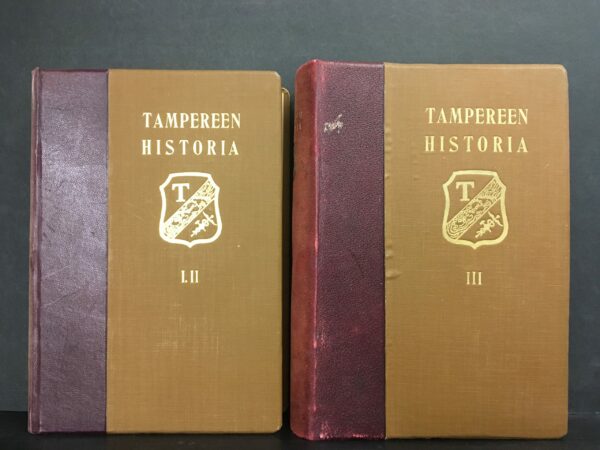 TAMPEREEN
HISTORIA
T
I.II
TAMPEREEN
HISTORIA
T
III